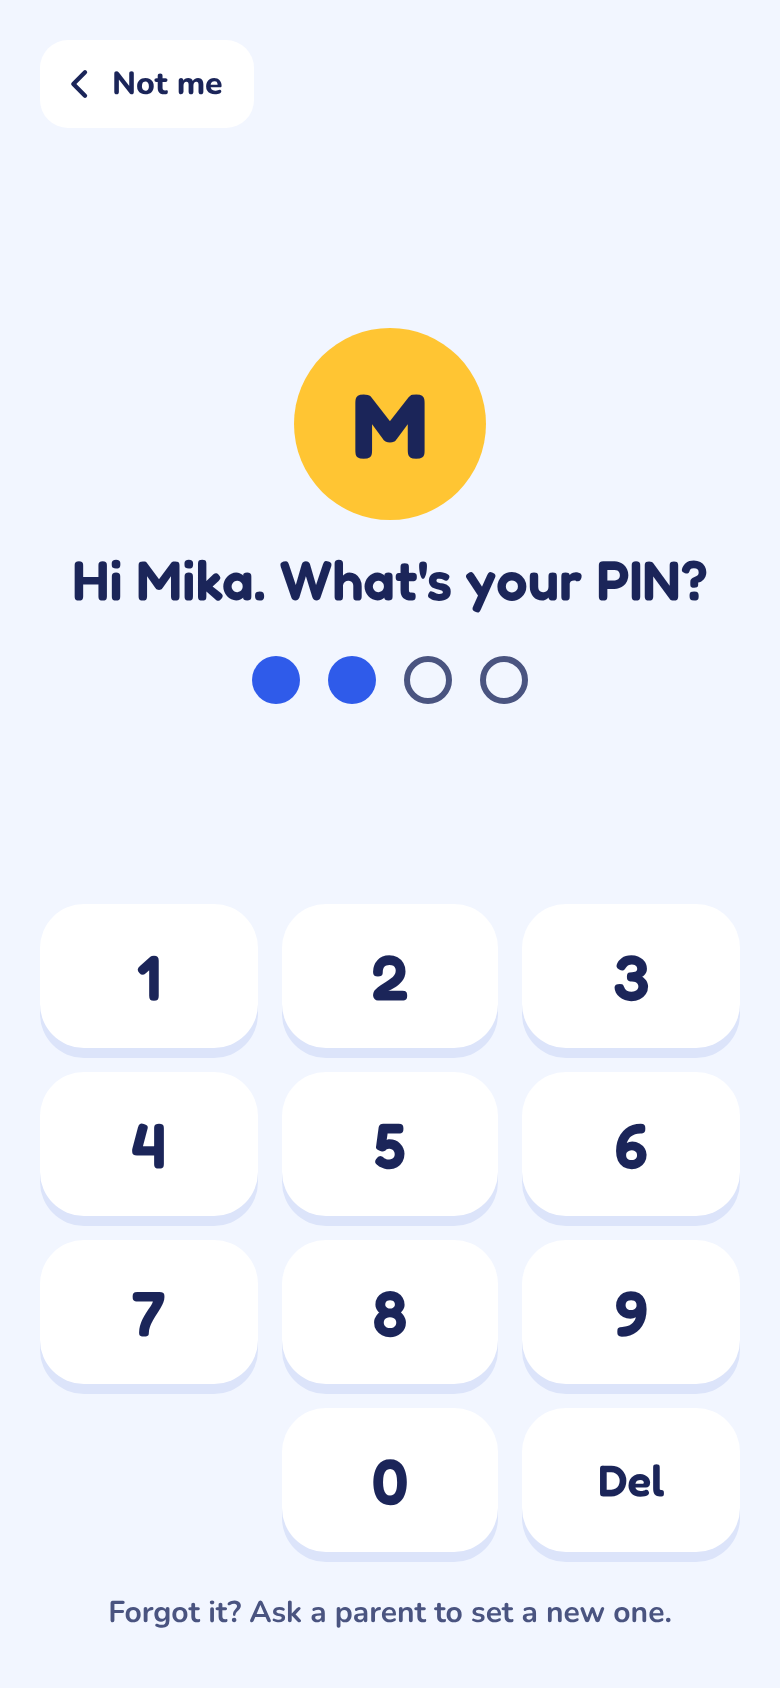 Not me
M
Hi Mika. What's your PIN?
1 2 3
4 5 6
7 8 9
0 Del
Forgot it? Ask a parent to set a new one.